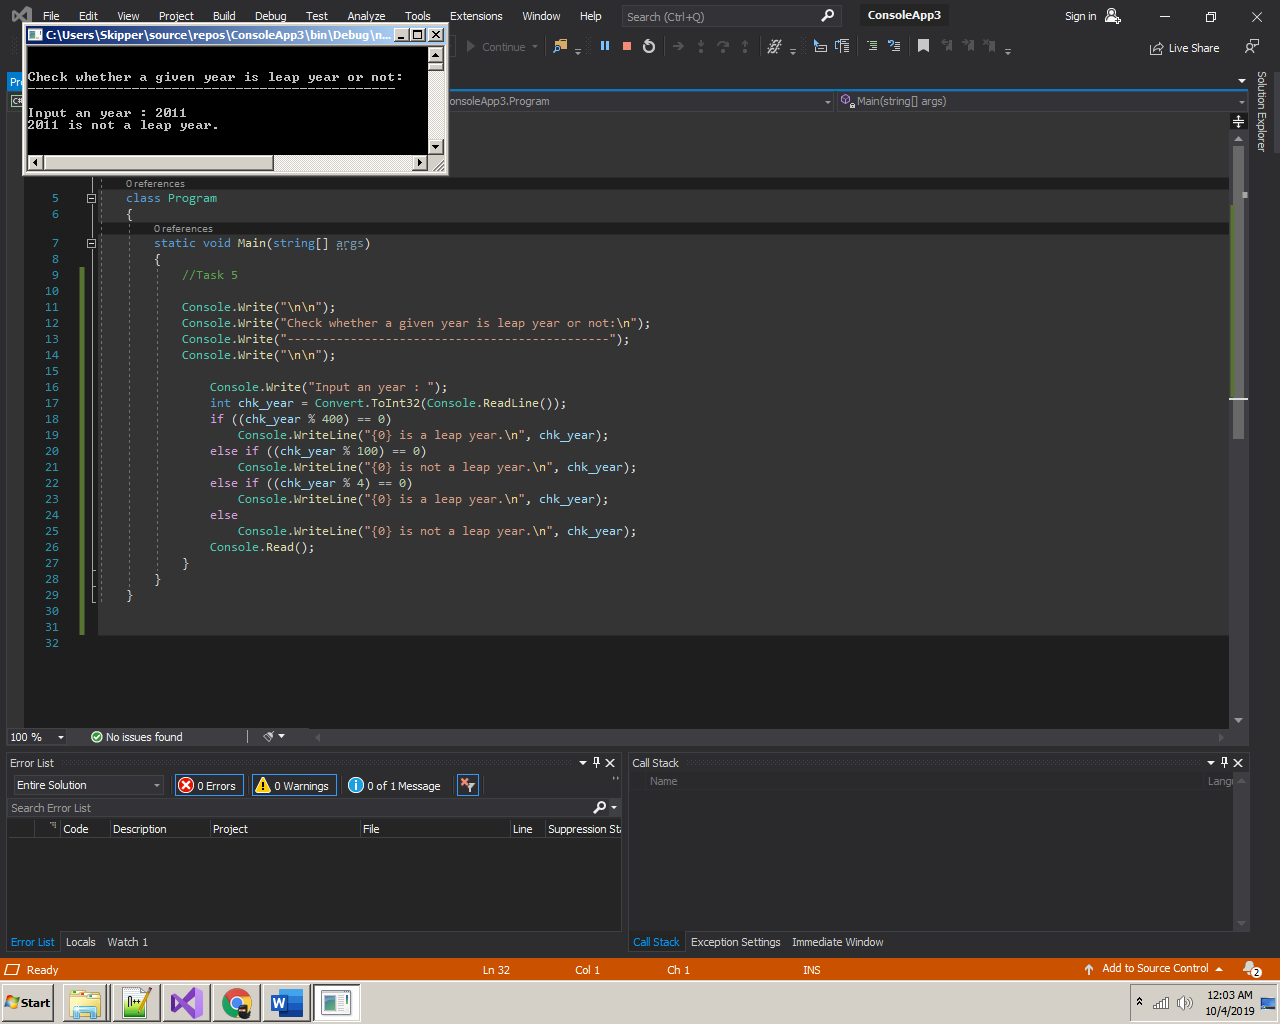 File Edit View Project Build Debug Test Analyze Tools Extensions Window Help Search (Ctrl+Q) ConsoleApp3 Sign in
C:\Users\Skipper\source\repos\ConsoleApp3\bin\Debug\n...
Continue
Live Share
Check whether a given year is leap year or not:
-----------------------------------------------
Input an year : 2011
2011 is not a leap year.
onsoleApp3.Program
Main(string[] args)
Solution Explorer
0 references
5 class Program
6 {
0 references
7 static void Main(string[] args)
8 {
9 //Task 5
10
11 Console.Write("\n\n");
12 Console.Write("Check whether a given year is leap year or not:\n");
13 Console.Write("----------------------------------------------");
14 Console.Write("\n\n");
15
16 Console.Write("Input an year : ");
17 int chk_year = Convert.ToInt32(Console.ReadLine());
18 if ((chk_year % 400) == 0)
19 Console.WriteLine("{0} is a leap year.\n", chk_year);
20 else if ((chk_year % 100) == 0)
21 Console.WriteLine("{0} is not a leap year.\n", chk_year);
22 else if ((chk_year % 4) == 0)
23 Console.WriteLine("{0} is a leap year.\n", chk_year);
24 else
25 Console.WriteLine("{0} is not a leap year.\n", chk_year);
26 Console.Read();
27 }
28 }
29 }
30
31
32
100 % No issues found
Error List
Entire Solution 0 Errors 0 Warnings 0 of 1 Message
Search Error List
Code Description Project File Line Suppression Sta
Error List Locals Watch 1
Call Stack
Name Langu
Call Stack Exception Settings Immediate Window
Ready Ln 32 Col 1 Ch 1 INS Add to Source Control 2
Start
12:03 AM
10/4/2019